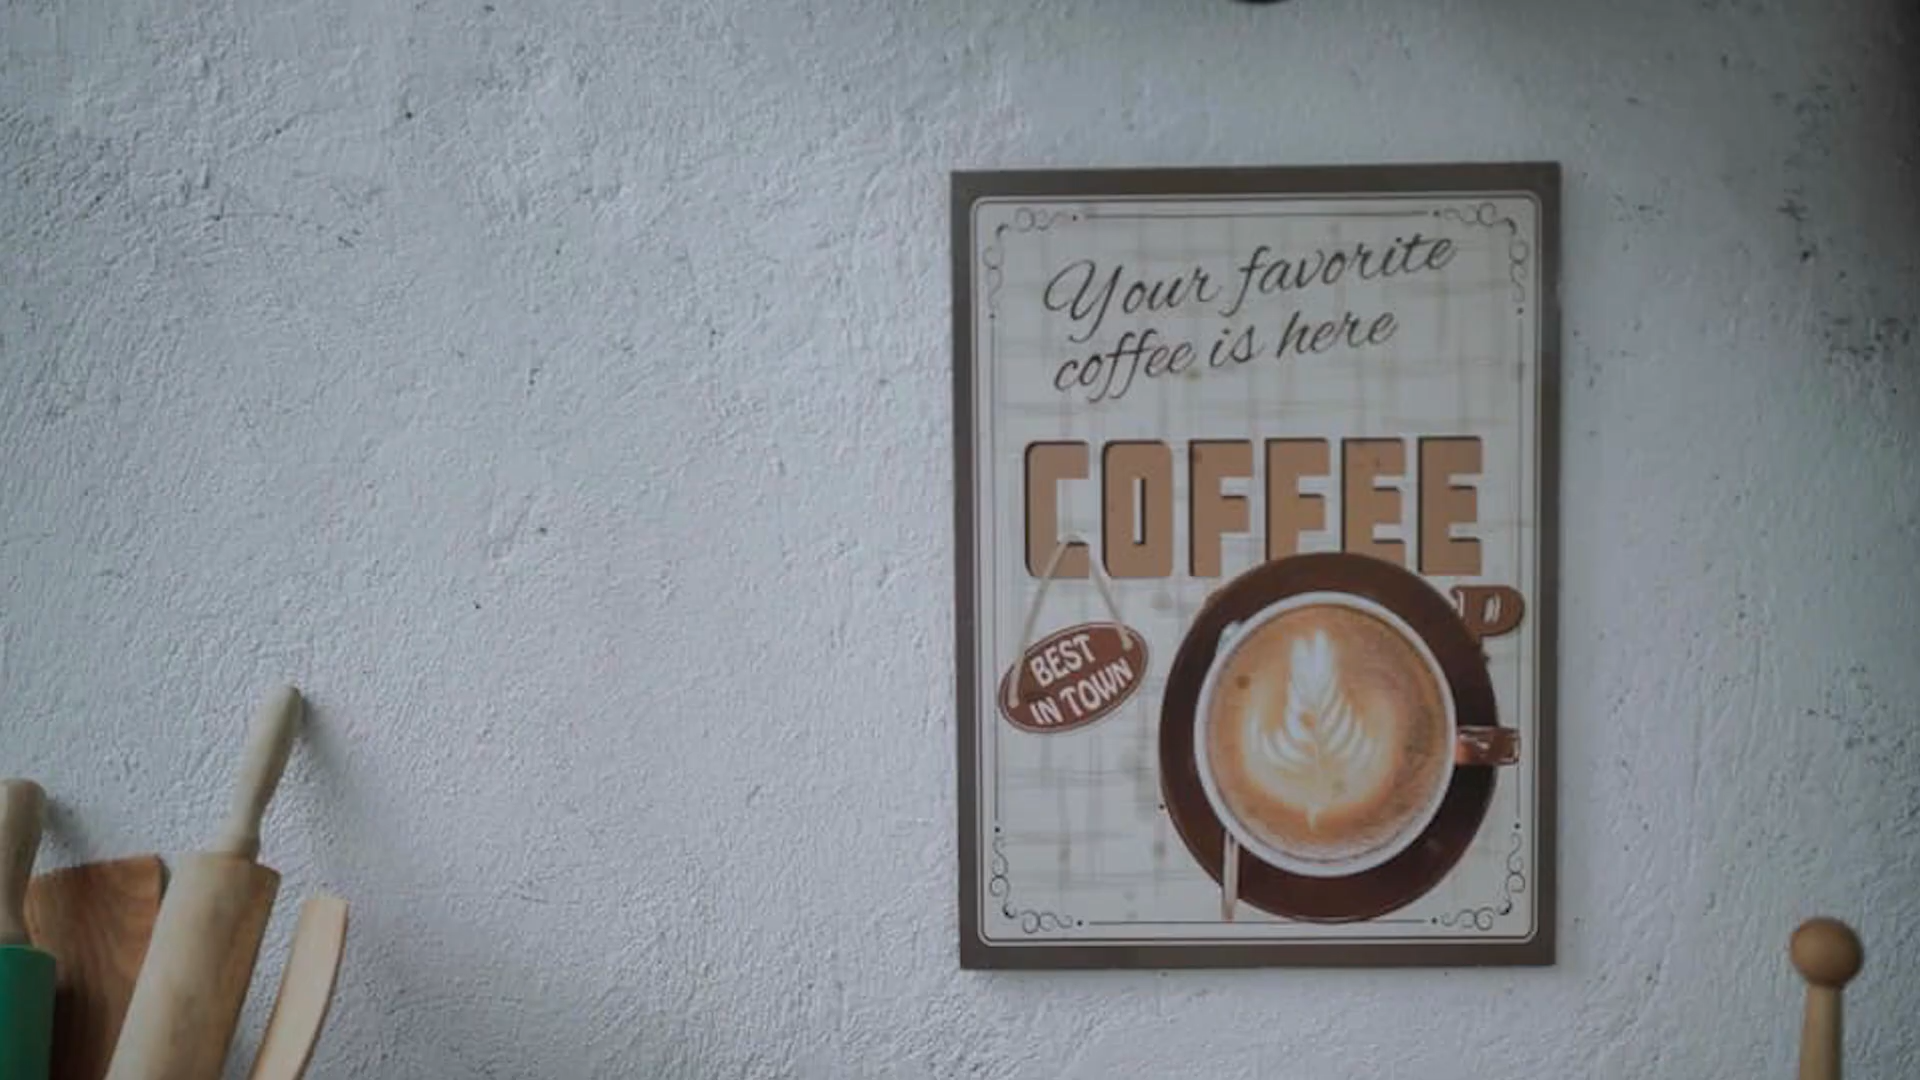 Your favorite
coffee is here
COFFEE
BEST
IN TOWN